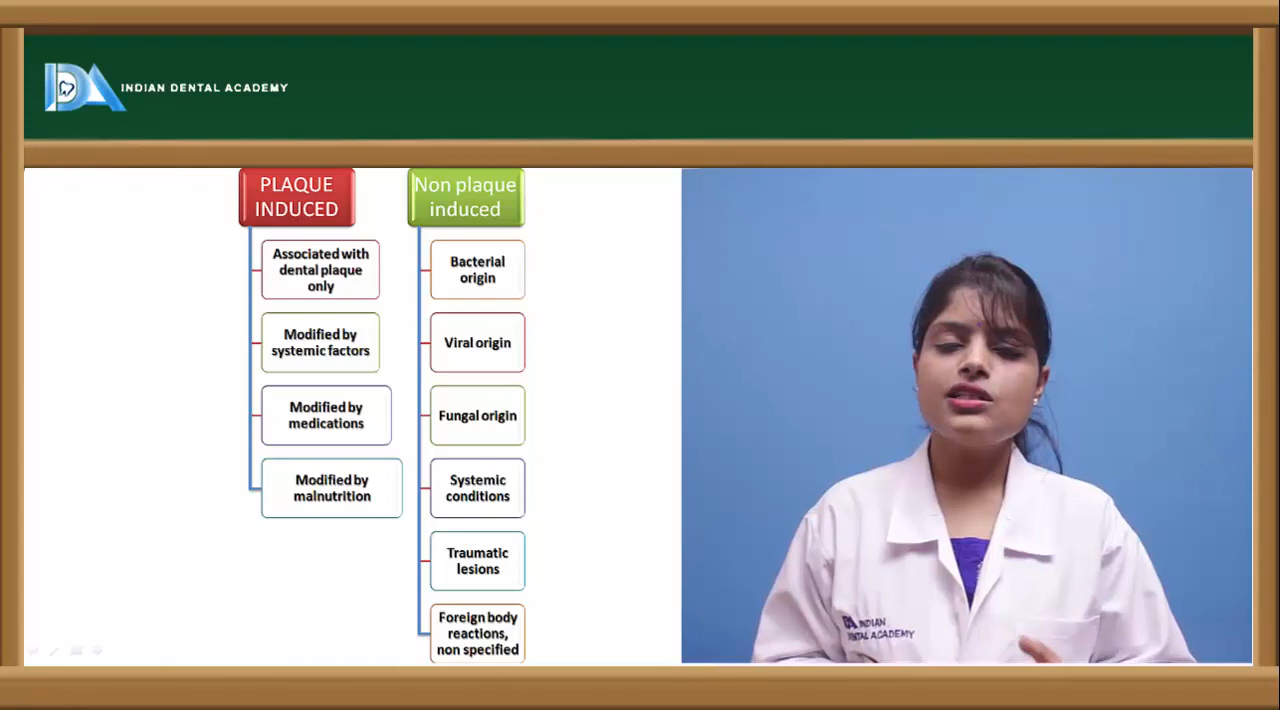 INDIAN DENTAL ACADEMY
PLAQUE
INDUCED
Associated with
dental plaque
only
Modified by
systemic factors
Modified by
medications
Modified by
malnutrition
Non plaque
induced
Bacterial
origin
Viral origin
Fungal origin
Systemic
conditions
Traumatic
lesions
Foreign body
reactions,
non specified
INDIAN
DENTAL ACADEMY